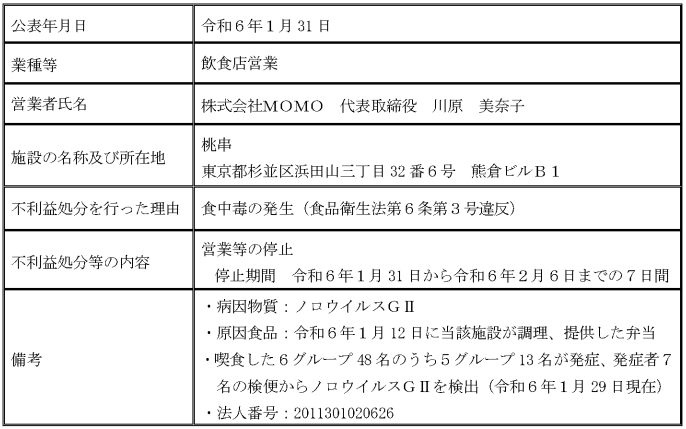 公表年月日
令和６年１月 31 日
業種等
飲食店営業
営業者氏名
株式会社ＭＯＭＯ　代表取締役　川原　美奈子
施設の名称及び所在地
桃串
東京都杉並区浜田山三丁目 32 番６号　熊倉ビルＢ１
不利益処分を行った理由
食中毒の発生（食品衛生法第６条第３号違反）
不利益処分等の内容
営業等の停止
停止期間　令和６年１月 31 日から令和６年２月６日までの７日間
備考
・病因物質：ノロウイルスＧⅡ
・原因食品：令和６年１月 12 日に当該施設が調理、提供した弁当
・喫食した６グループ 48 名のうち５グループ 13 名が発症、発症者７
名の検便からノロウイルスＧⅡを検出（令和６年１月 29 日現在）
・法人番号：2011301020626